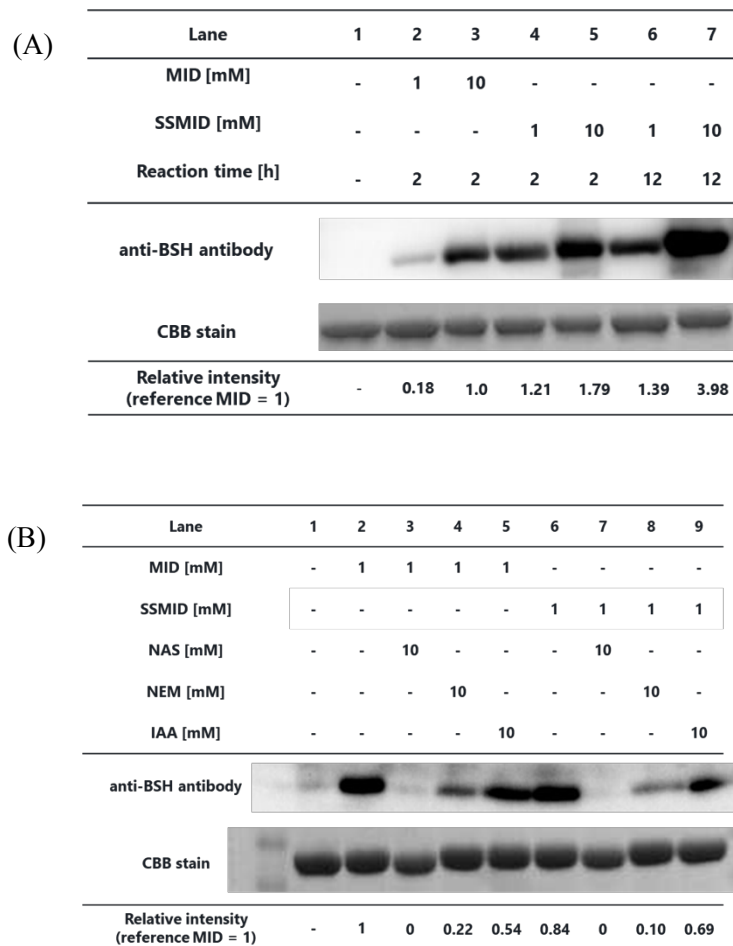 (A)
Lane 1 2 3 4 5 6 7
MID [mM] - 1 10 - - - -
SSMID [mM] - - - 1 10 1 10
Reaction time [h] - 2 2 2 2 12 12
anti-BSH antibody
CBB stain
Relative intensity
(reference MID = 1) - 0.18 1.0 1.21 1.79 1.39 3.98
(B)
Lane 1 2 3 4 5 6 7 8 9
MID [mM] - 1 1 1 1 - - - -
SSMID [mM] - - - - - 1 1 1 1
NAS [mM] - - 10 - - - 10 - -
NEM [mM] - - - 10 - - - 10 -
IAA [mM] - - - - 10 - - - 10
anti-BSH antibody
CBB stain
Relative intensity
(reference MID = 1) - 1 0 0.22 0.54 0.84 0 0.10 0.69